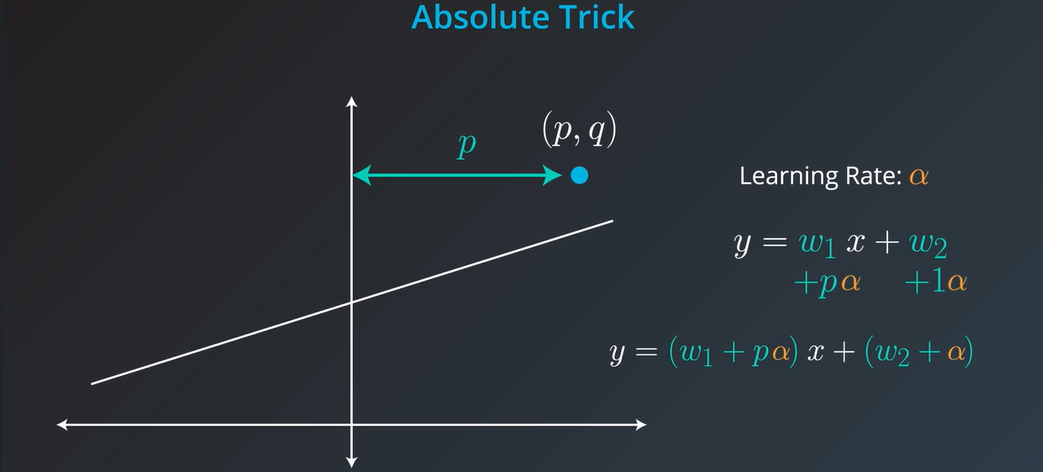 Absolute Trick
(p, q)
p
Learning Rate: α
y = w₁ x + w₂
+pα +1α
y = (w₁ + pα) x + (w₂ + α)